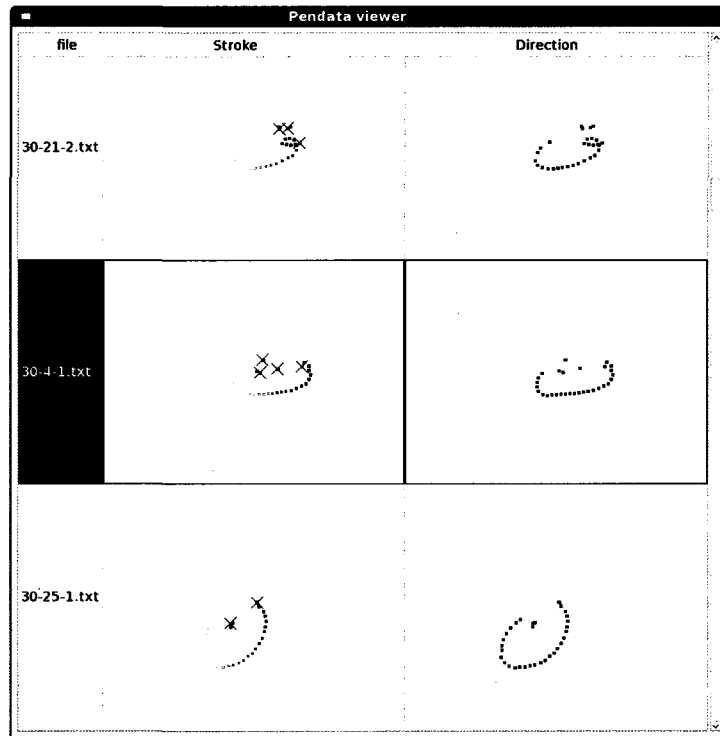 Pendata viewer
file Stroke Direction
30-21-2.txt
30-4-1.txt
30-25-1.txt